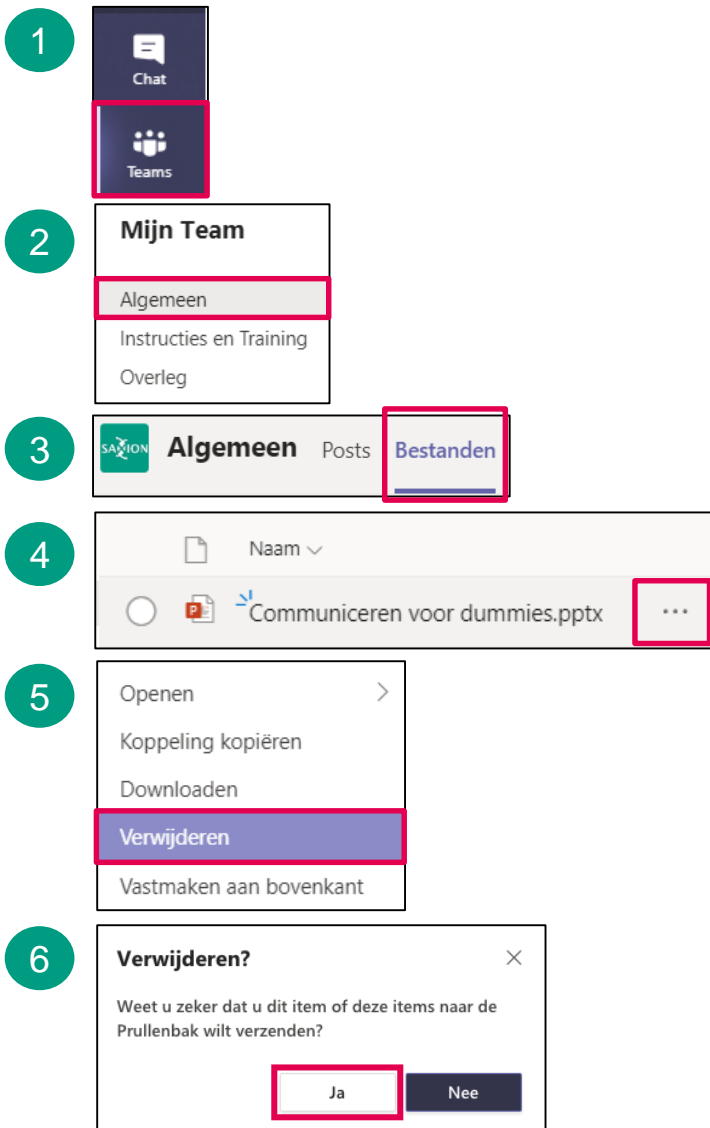 1
Chat
Teams
2
Mijn Team
Algemeen
Instructies en Training
Overleg
3
SAXION Algemeen Posts Bestanden
4
Naam
Communiceren voor dummies.pptx ...
5
Openen
Koppeling kopiëren
Downloaden
Verwijderen
Vastmaken aan bovenkant
6
Verwijderen?
Weet u zeker dat u dit item of deze items naar de
Prullenbak wilt verzenden?
Ja Nee